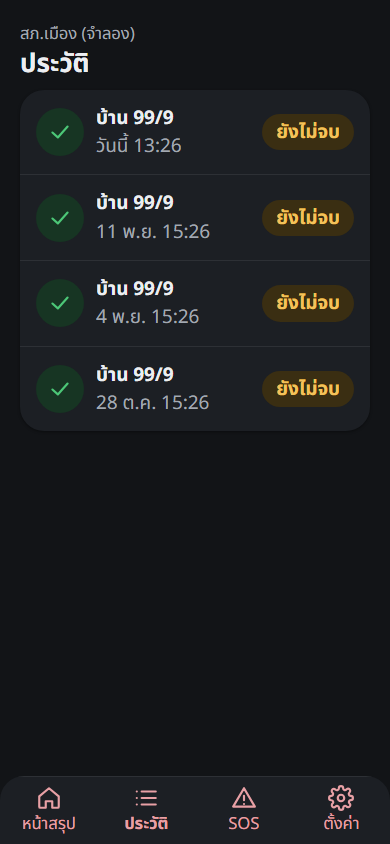 สภ.เมือง (จำลอง)
ประวัติ
บ้าน 99/9
วันนี้ 13:26
ยังไม่จบ
บ้าน 99/9
11 พ.ย. 15:26
ยังไม่จบ
บ้าน 99/9
4 พ.ย. 15:26
ยังไม่จบ
บ้าน 99/9
28 ต.ค. 15:26
ยังไม่จบ
หน้าสรุป
ประวัติ
SOS
ตั้งค่า